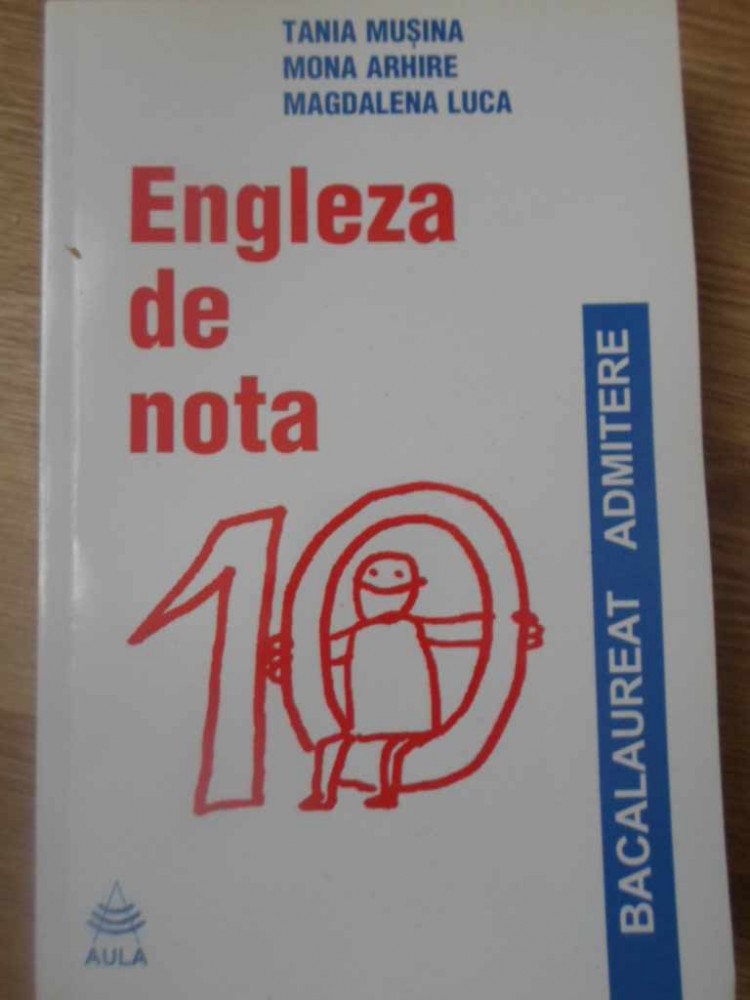 TANIA MUȘINA
MONA ARHIRE
MAGDALENA LUCA
Engleza
de
nota
10
BACALAUREAT ADMITERE
AULA